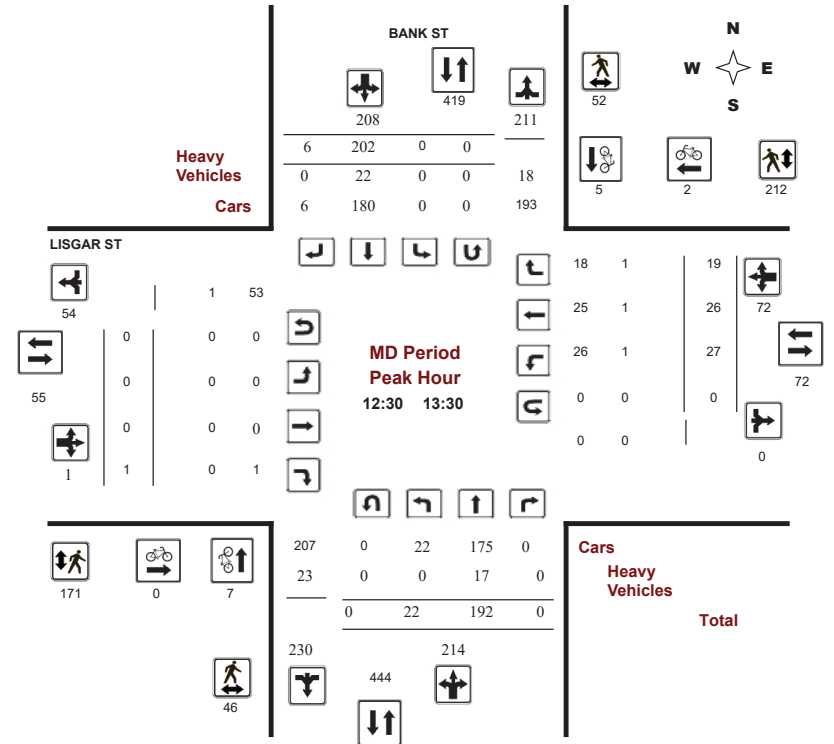 BANK ST
N
W E
S
419
52
208 211
6 202 0 0
Heavy
Vehicles
0 22 0 0 18
Cars 6 180 0 0 193
5 2 212
LISGAR ST
54
1 53
18 1 19
72
0 0 0
25 1 26
55
MD Period
Peak Hour
12:30 13:30
0 0 0
26 1 27
72
0 0 0
0 0 0
1
1 0 1
0 0
0
207 0 22 175 0 Cars
23 0 0 17 0 Heavy
Vehicles
171 0 7
0 22 192 0 Total
230 214
444
46